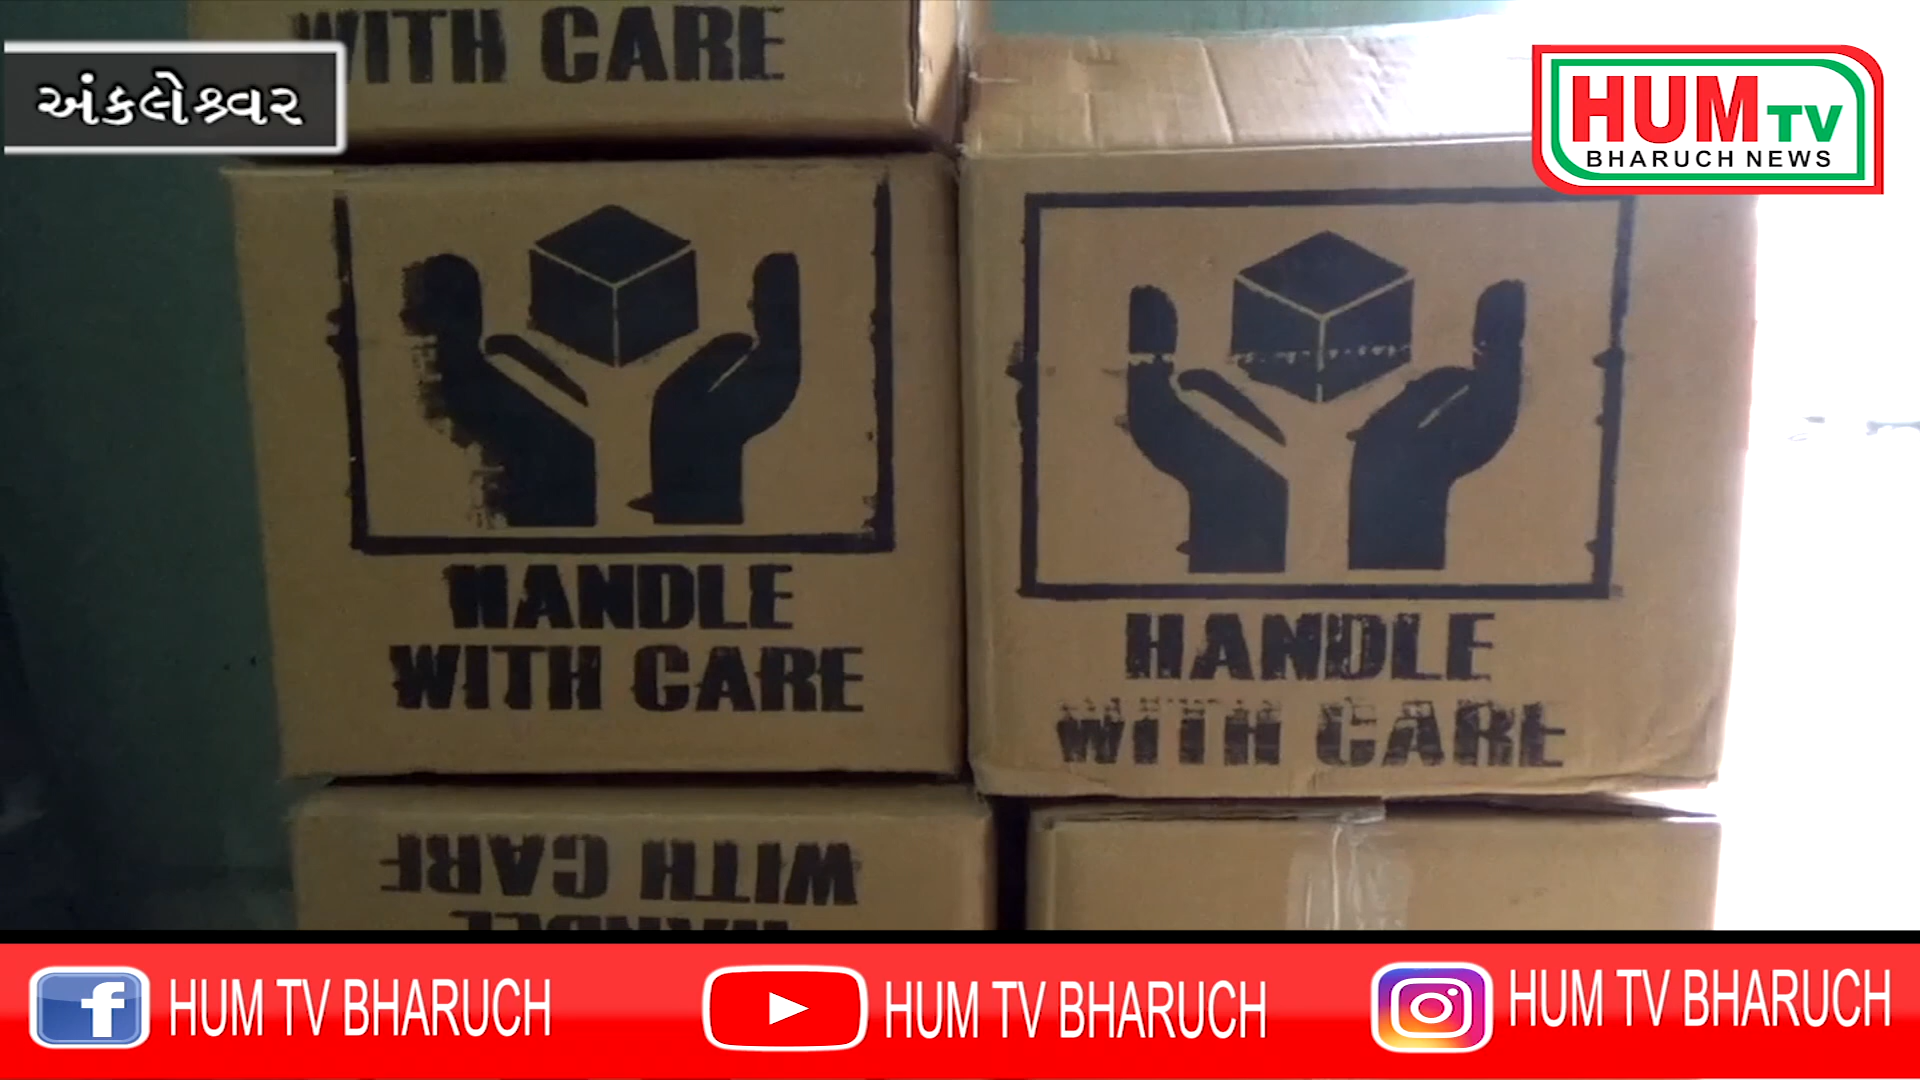 WITH CARE
અંકલેશ્વર
HUM TV
BHARUCH NEWS
HANDLE
WITH CARE
HANDLE
WITH CARE
WITH CARE
HANDLE
HUM TV BHARUCH
HUM TV BHARUCH
HUM TV BHARUCH